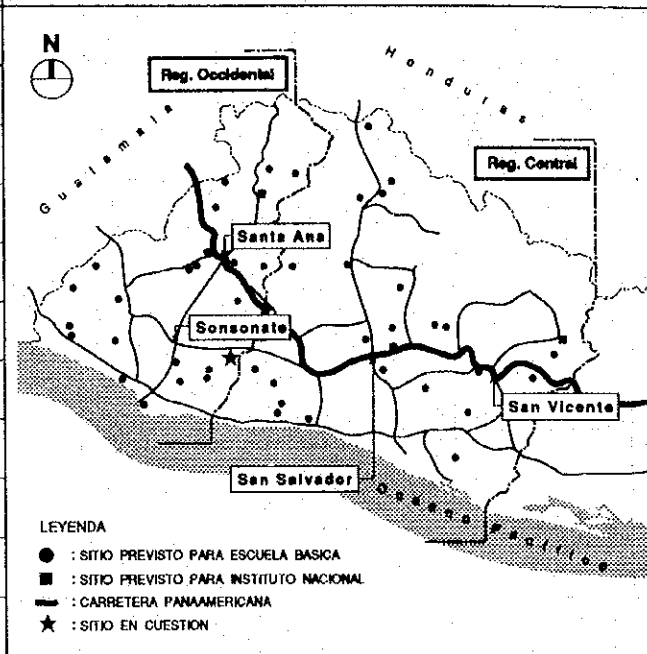 N
Honduras
Reg. Occidental
Guatemala
Reg. Central
Santa Ana
Sonsonate
San Vicente
San Salvador
Oceano Pacifico
LEYENDA
● : SITIO PREVISTO PARA ESCUELA BASICA
■ : SITIO PREVISTO PARA INSTITUTO NACIONAL
: CARRETERA PANAAMERICANA
★ : SITIO EN CUESTION